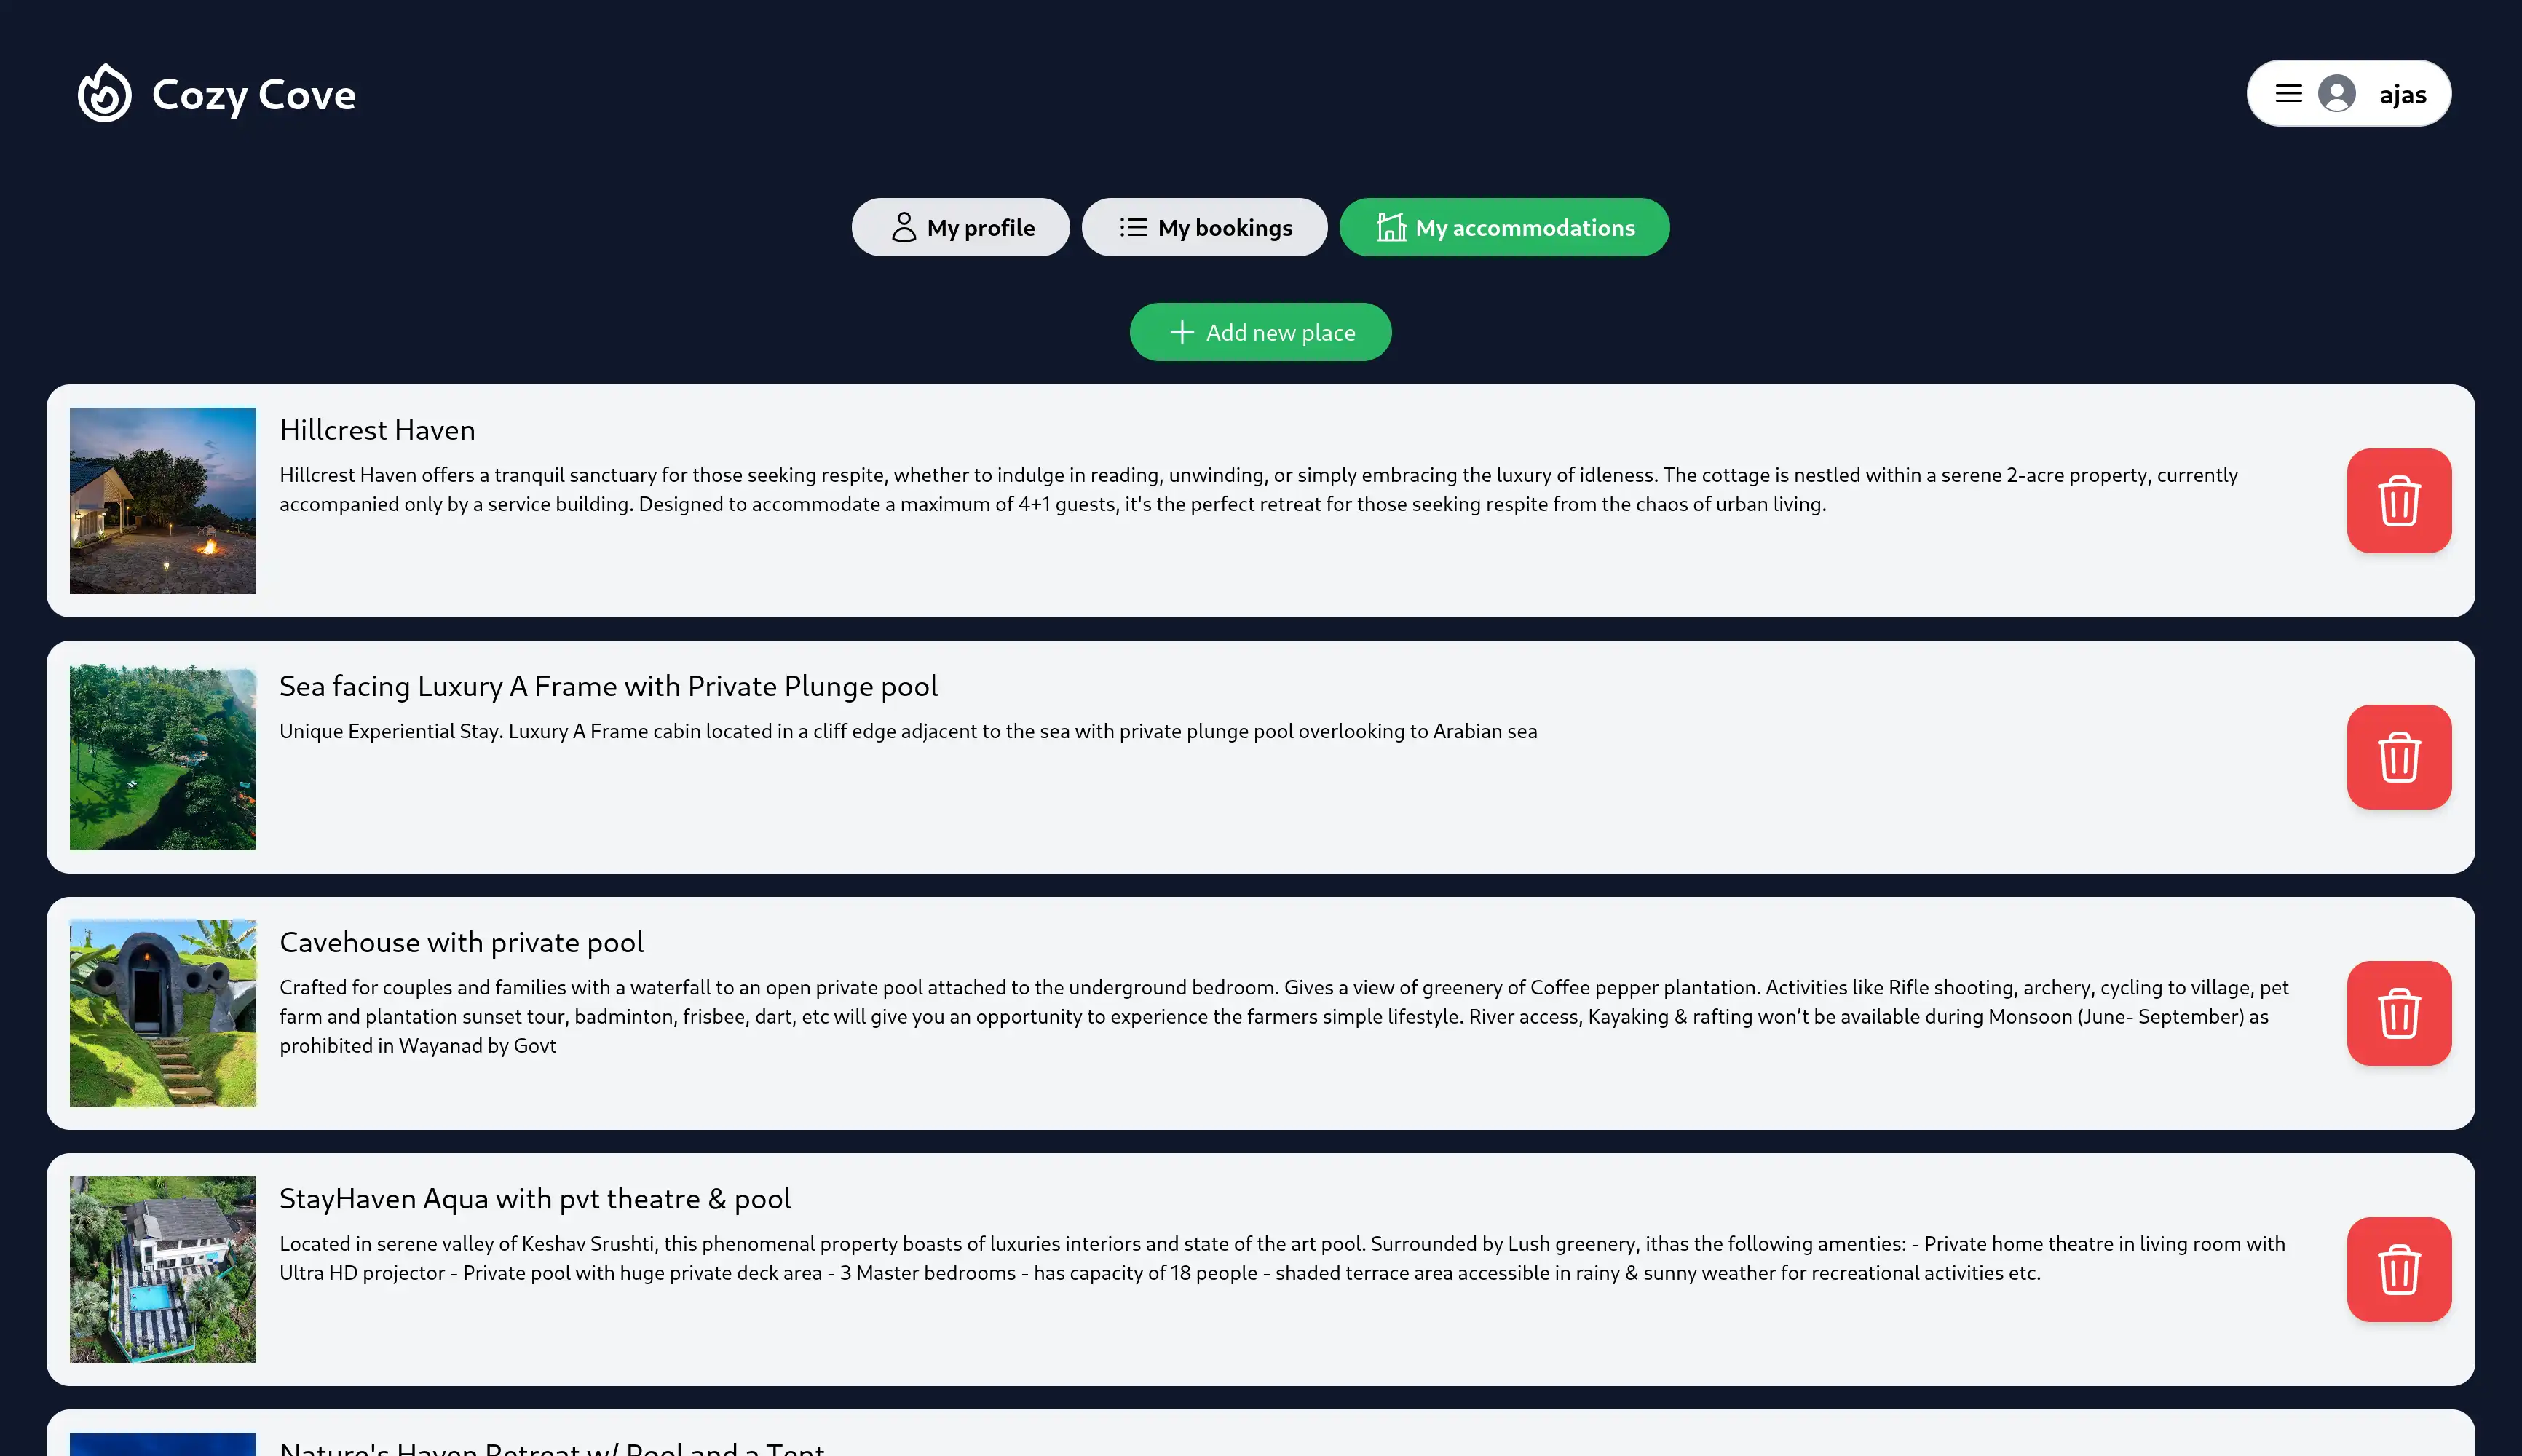 Cozy Cove
ajas
My profile
My bookings
My accommodations
Add new place
Hillcrest Haven
Hillcrest Haven offers a tranquil sanctuary for those seeking respite, whether to indulge in reading, unwinding, or simply embracing the luxury of idleness. The cottage is nestled within a serene 2-acre property, currently
accompanied only by a service building. Designed to accommodate a maximum of 4+1 guests, it's the perfect retreat for those seeking respite from the chaos of urban living.
Sea facing Luxury A Frame with Private Plunge pool
Unique Experiential Stay. Luxury A Frame cabin located in a cliff edge adjacent to the sea with private plunge pool overlooking to Arabian sea
Cavehouse with private pool
Crafted for couples and families with a waterfall to an open private pool attached to the underground bedroom. Gives a view of greenery of Coffee pepper plantation. Activities like Rifle shooting, archery, cycling to village, pet
farm and plantation sunset tour, badminton, frisbee, dart, etc will give you an opportunity to experience the farmers simple lifestyle. River access, Kayaking & rafting won’t be available during Monsoon (June- September) as
prohibited in Wayanad by Govt
StayHaven Aqua with pvt theatre & pool
Located in serene valley of Keshav Srushti, this phenomenal property boasts of luxuries interiors and state of the art pool. Surrounded by Lush greenery, ithas the following amenties: - Private home theatre in living room with
Ultra HD projector - Private pool with huge private deck area - 3 Master bedrooms - has capacity of 18 people - shaded terrace area accessible in rainy & sunny weather for recreational activities etc.
Nature's Haven Retreat w/ Pool and a Tent